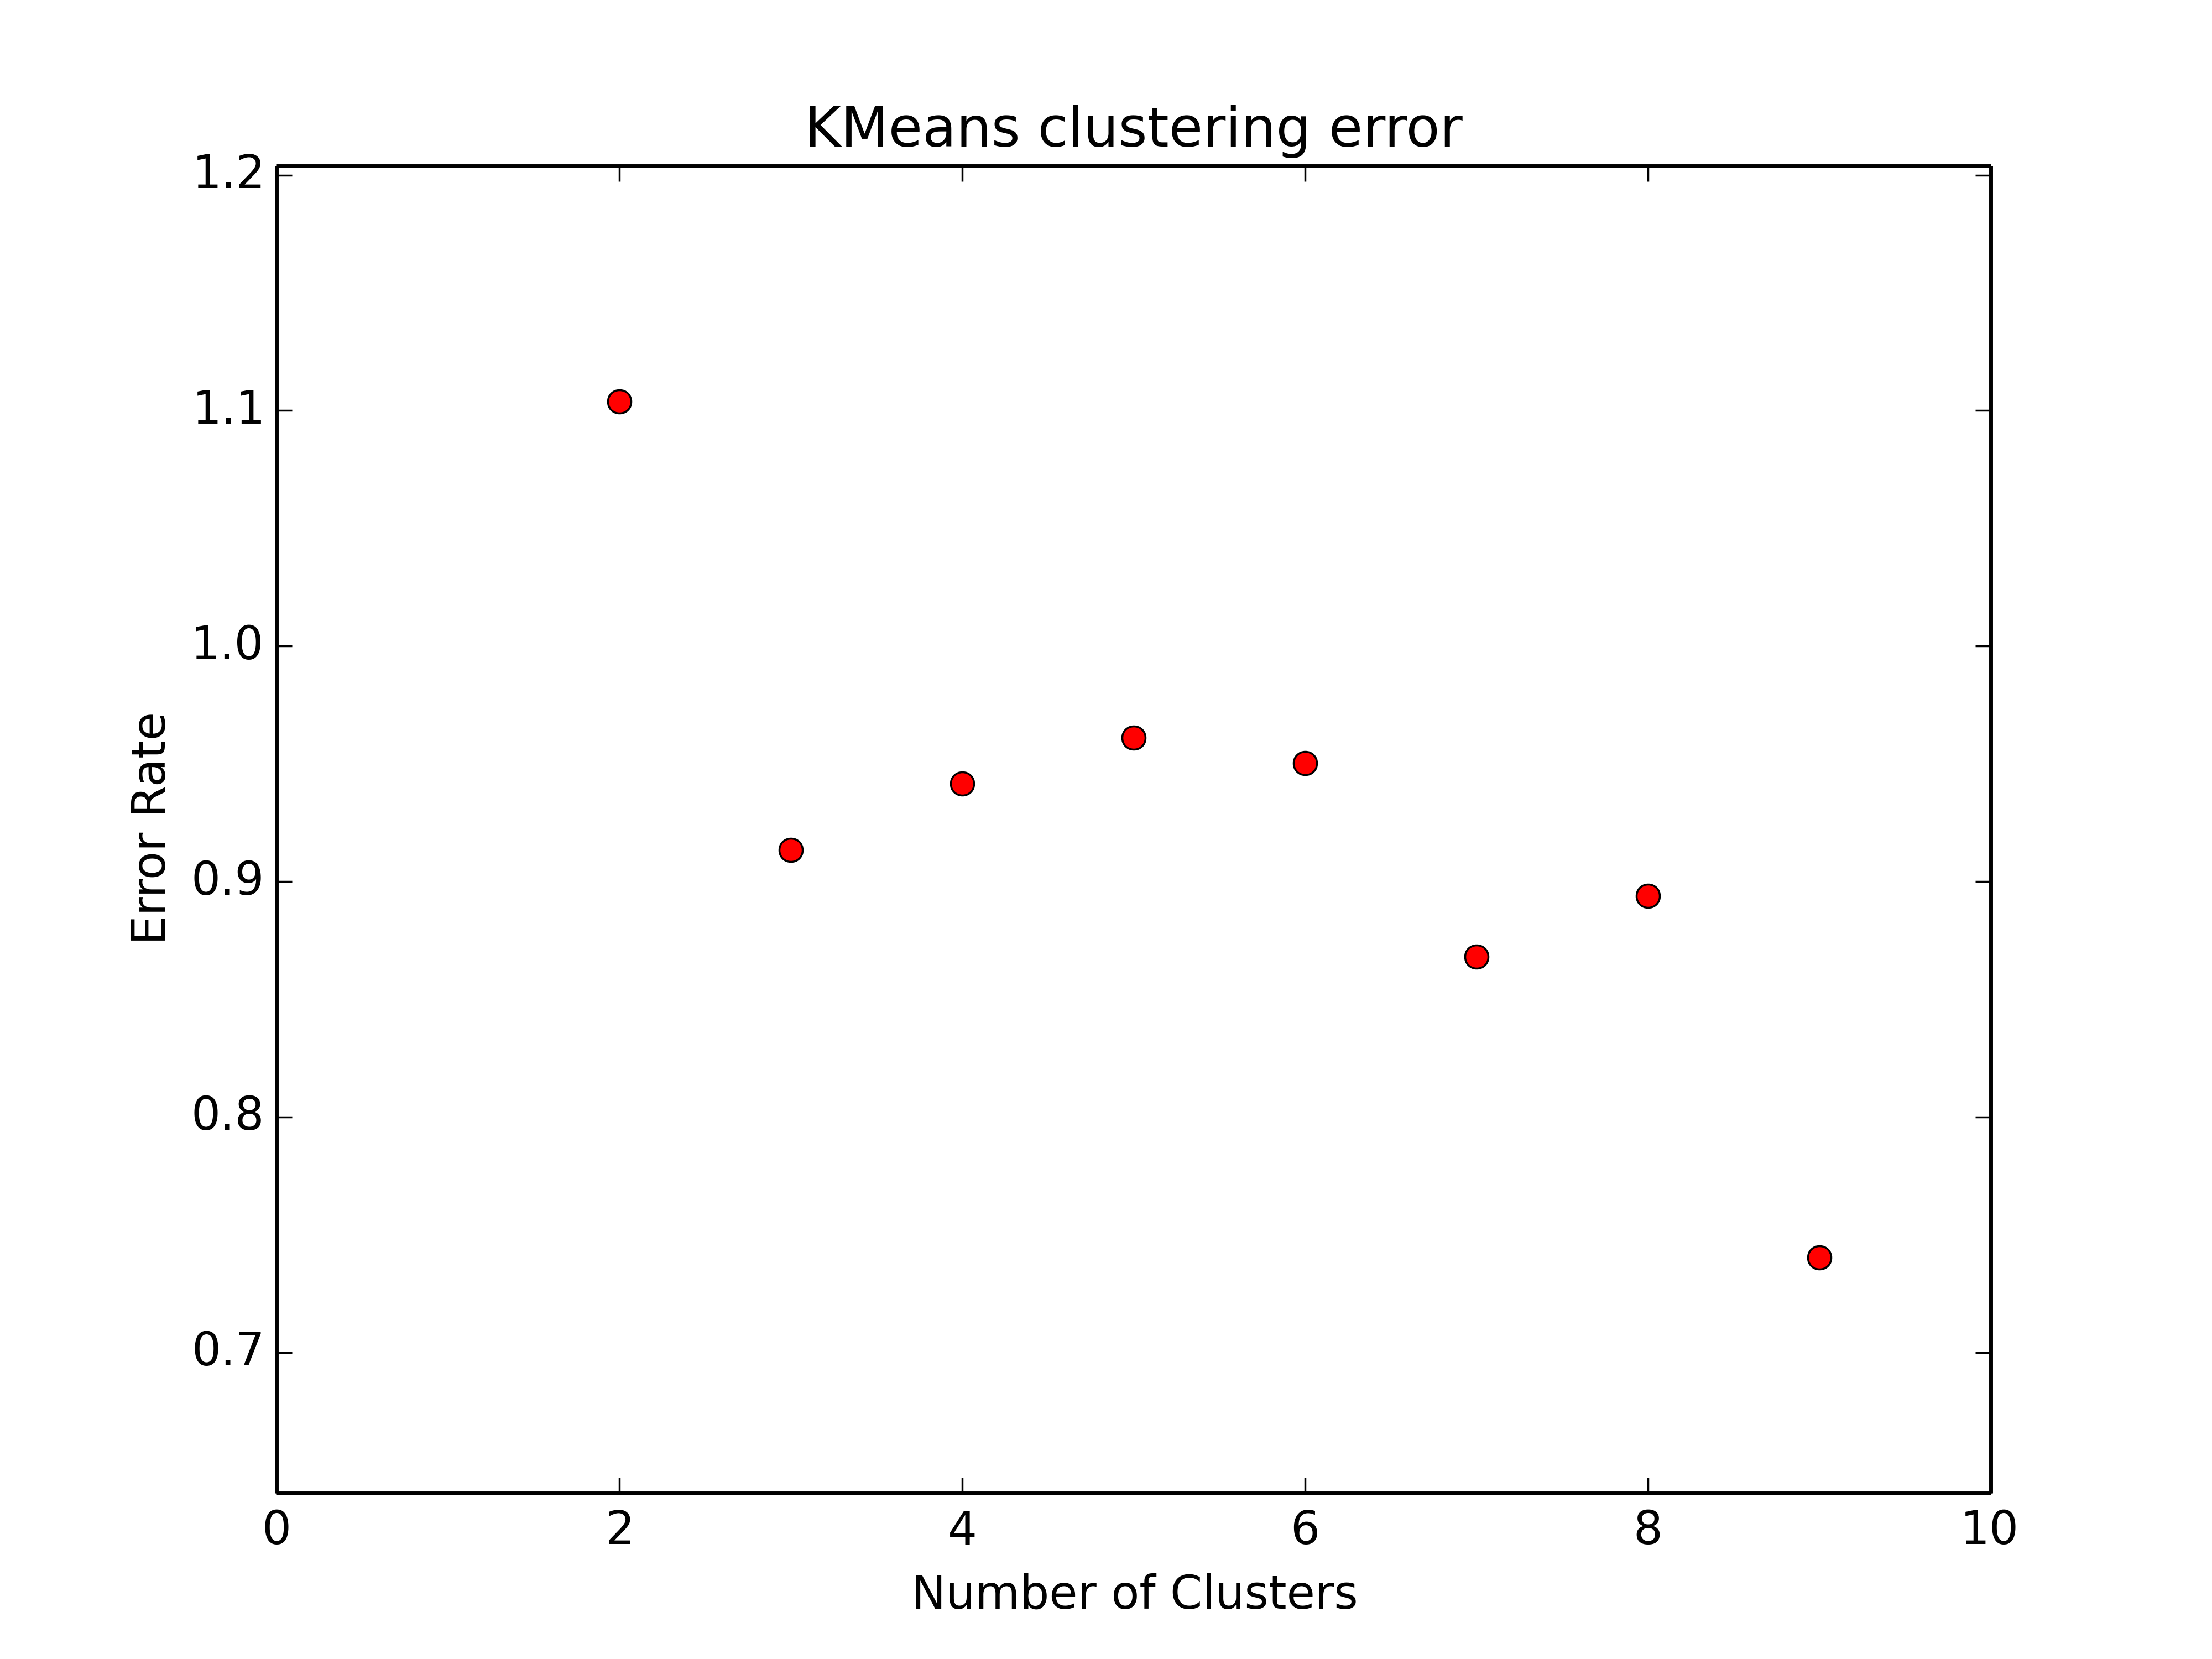 KMeans clustering error
1.2
1.1
1.0
0.9
0.8
0.7
Error Rate
0 2 4 6 8 10
Number of Clusters